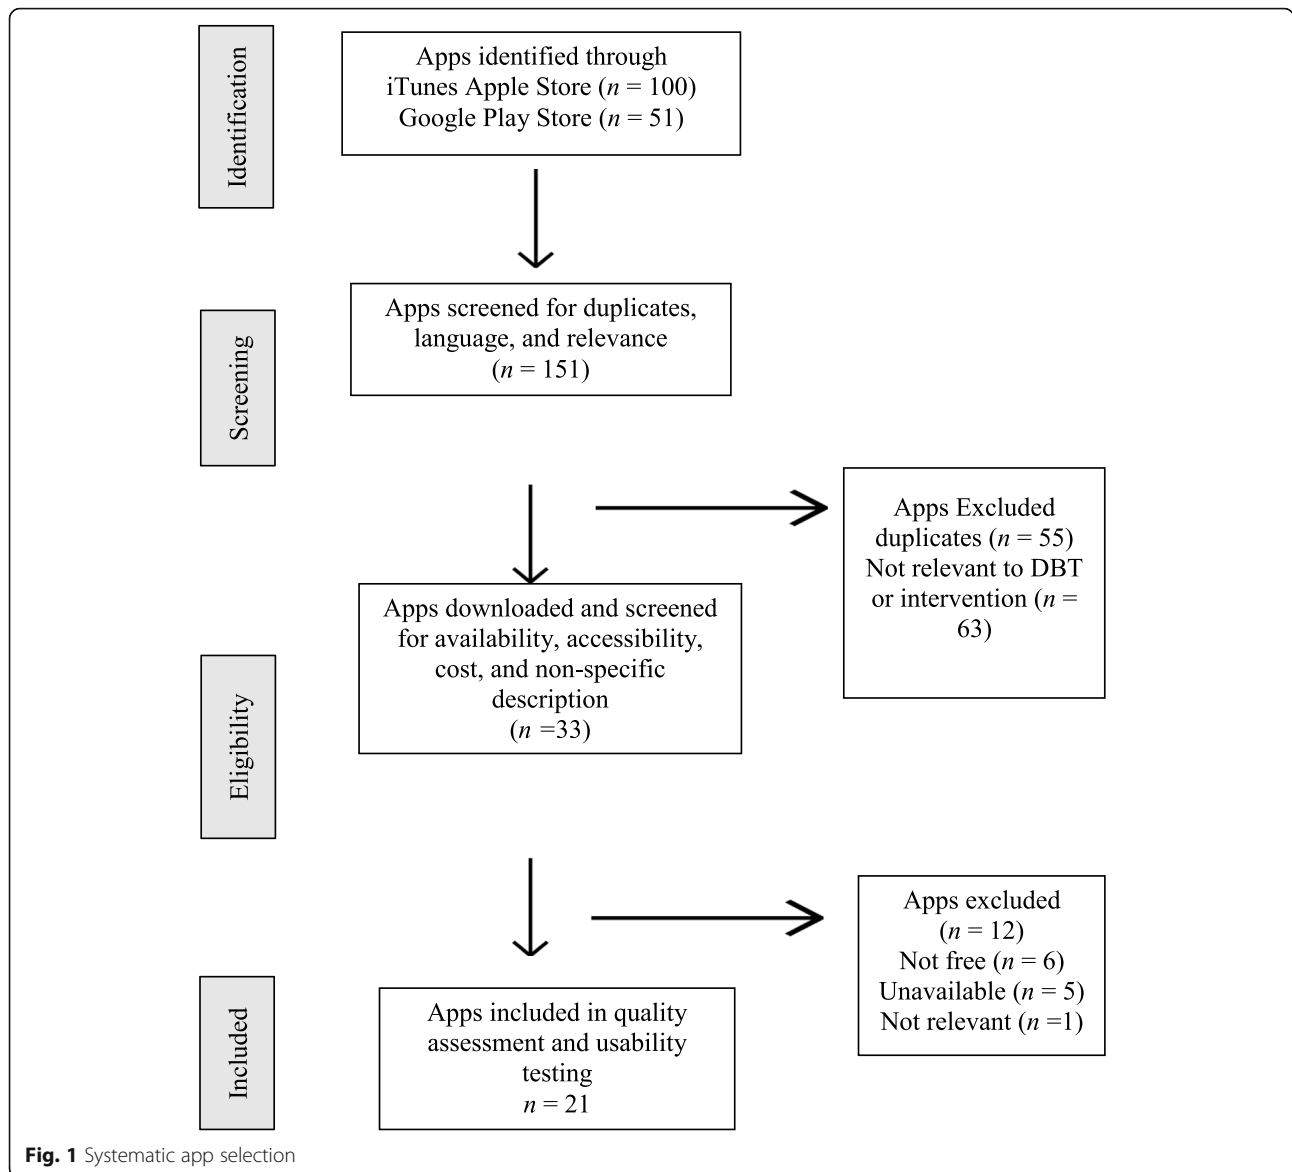 Identification
Apps identified through
iTunes Apple Store (n = 100)
Google Play Store (n = 51)
Screening
Apps screened for duplicates,
language, and relevance
(n = 151)
Apps Excluded
duplicates (n = 55)
Not relevant to DBT
or intervention (n =
63)
Eligibility
Apps downloaded and screened
for availability, accessibility,
cost, and non-specific
description
(n =33)
Apps excluded
(n = 12)
Not free (n = 6)
Unavailable (n = 5)
Not relevant (n =1)
Included
Apps included in quality
assessment and usability
testing
n = 21
Fig. 1 Systematic app selection